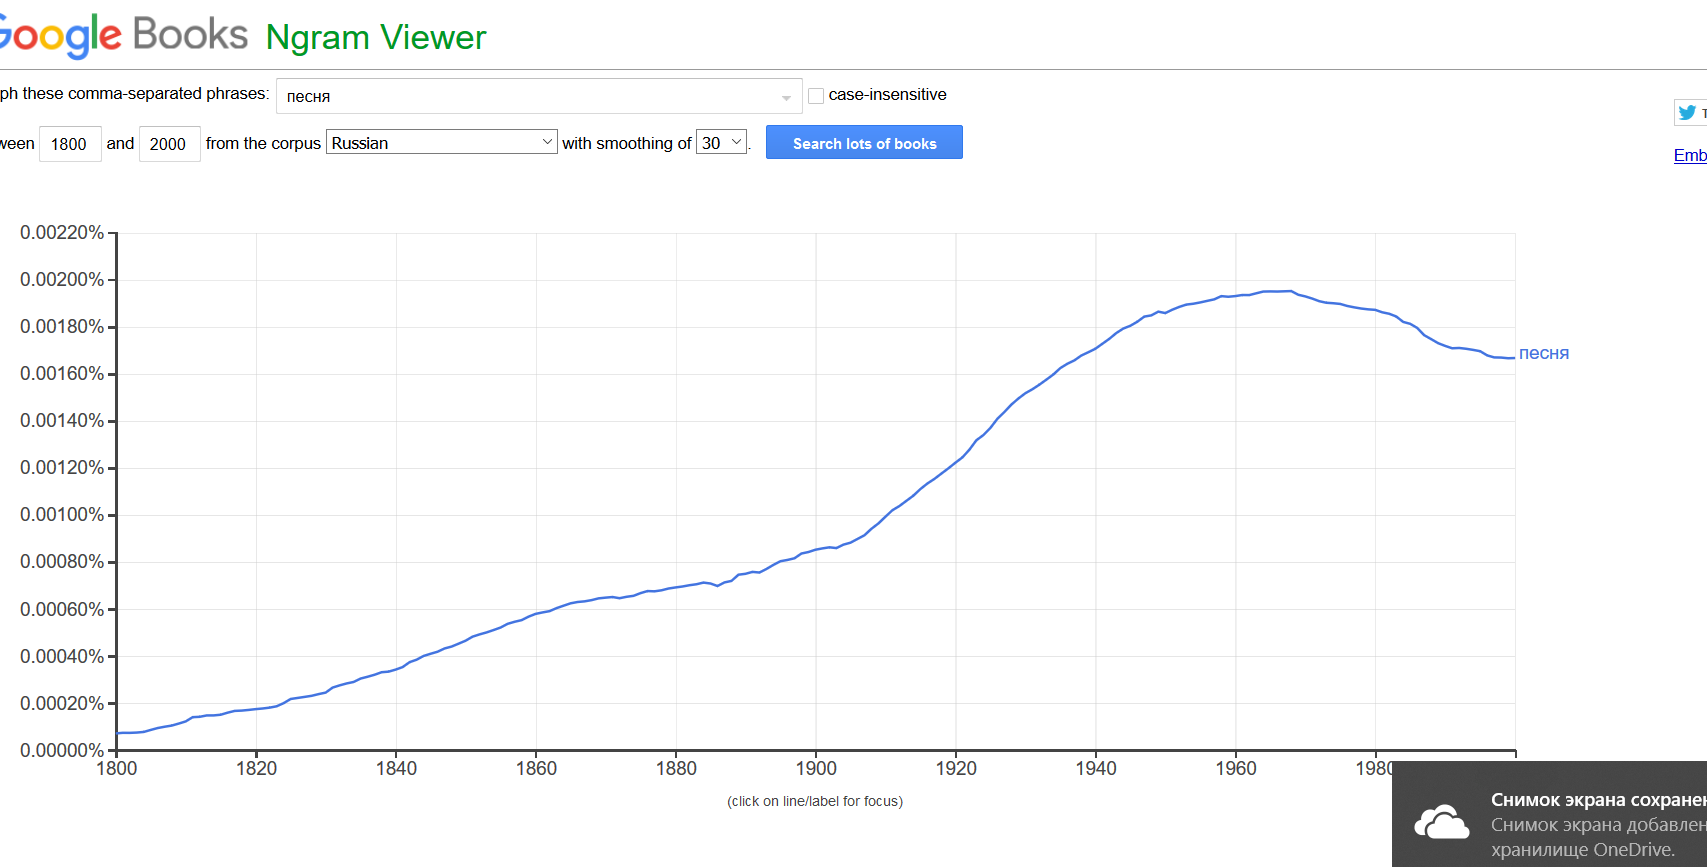 Google Books Ngram Viewer
ph these comma-separated phrases: песня case-insensitive
ween 1800 and 2000 from the corpus Russian with smoothing of 30 . Search lots of books
Emb
0.00220%
0.00200%
0.00180%
песня
0.00160%
0.00140%
0.00120%
0.00100%
0.00080%
0.00060%
0.00040%
0.00020%
0.00000%
1800 1820 1840 1860 1880 1900 1920 1940 1960 1980
(click on line/label for focus)
Снимок экрана сохранен
Снимок экрана добавлен
хранилище OneDrive.